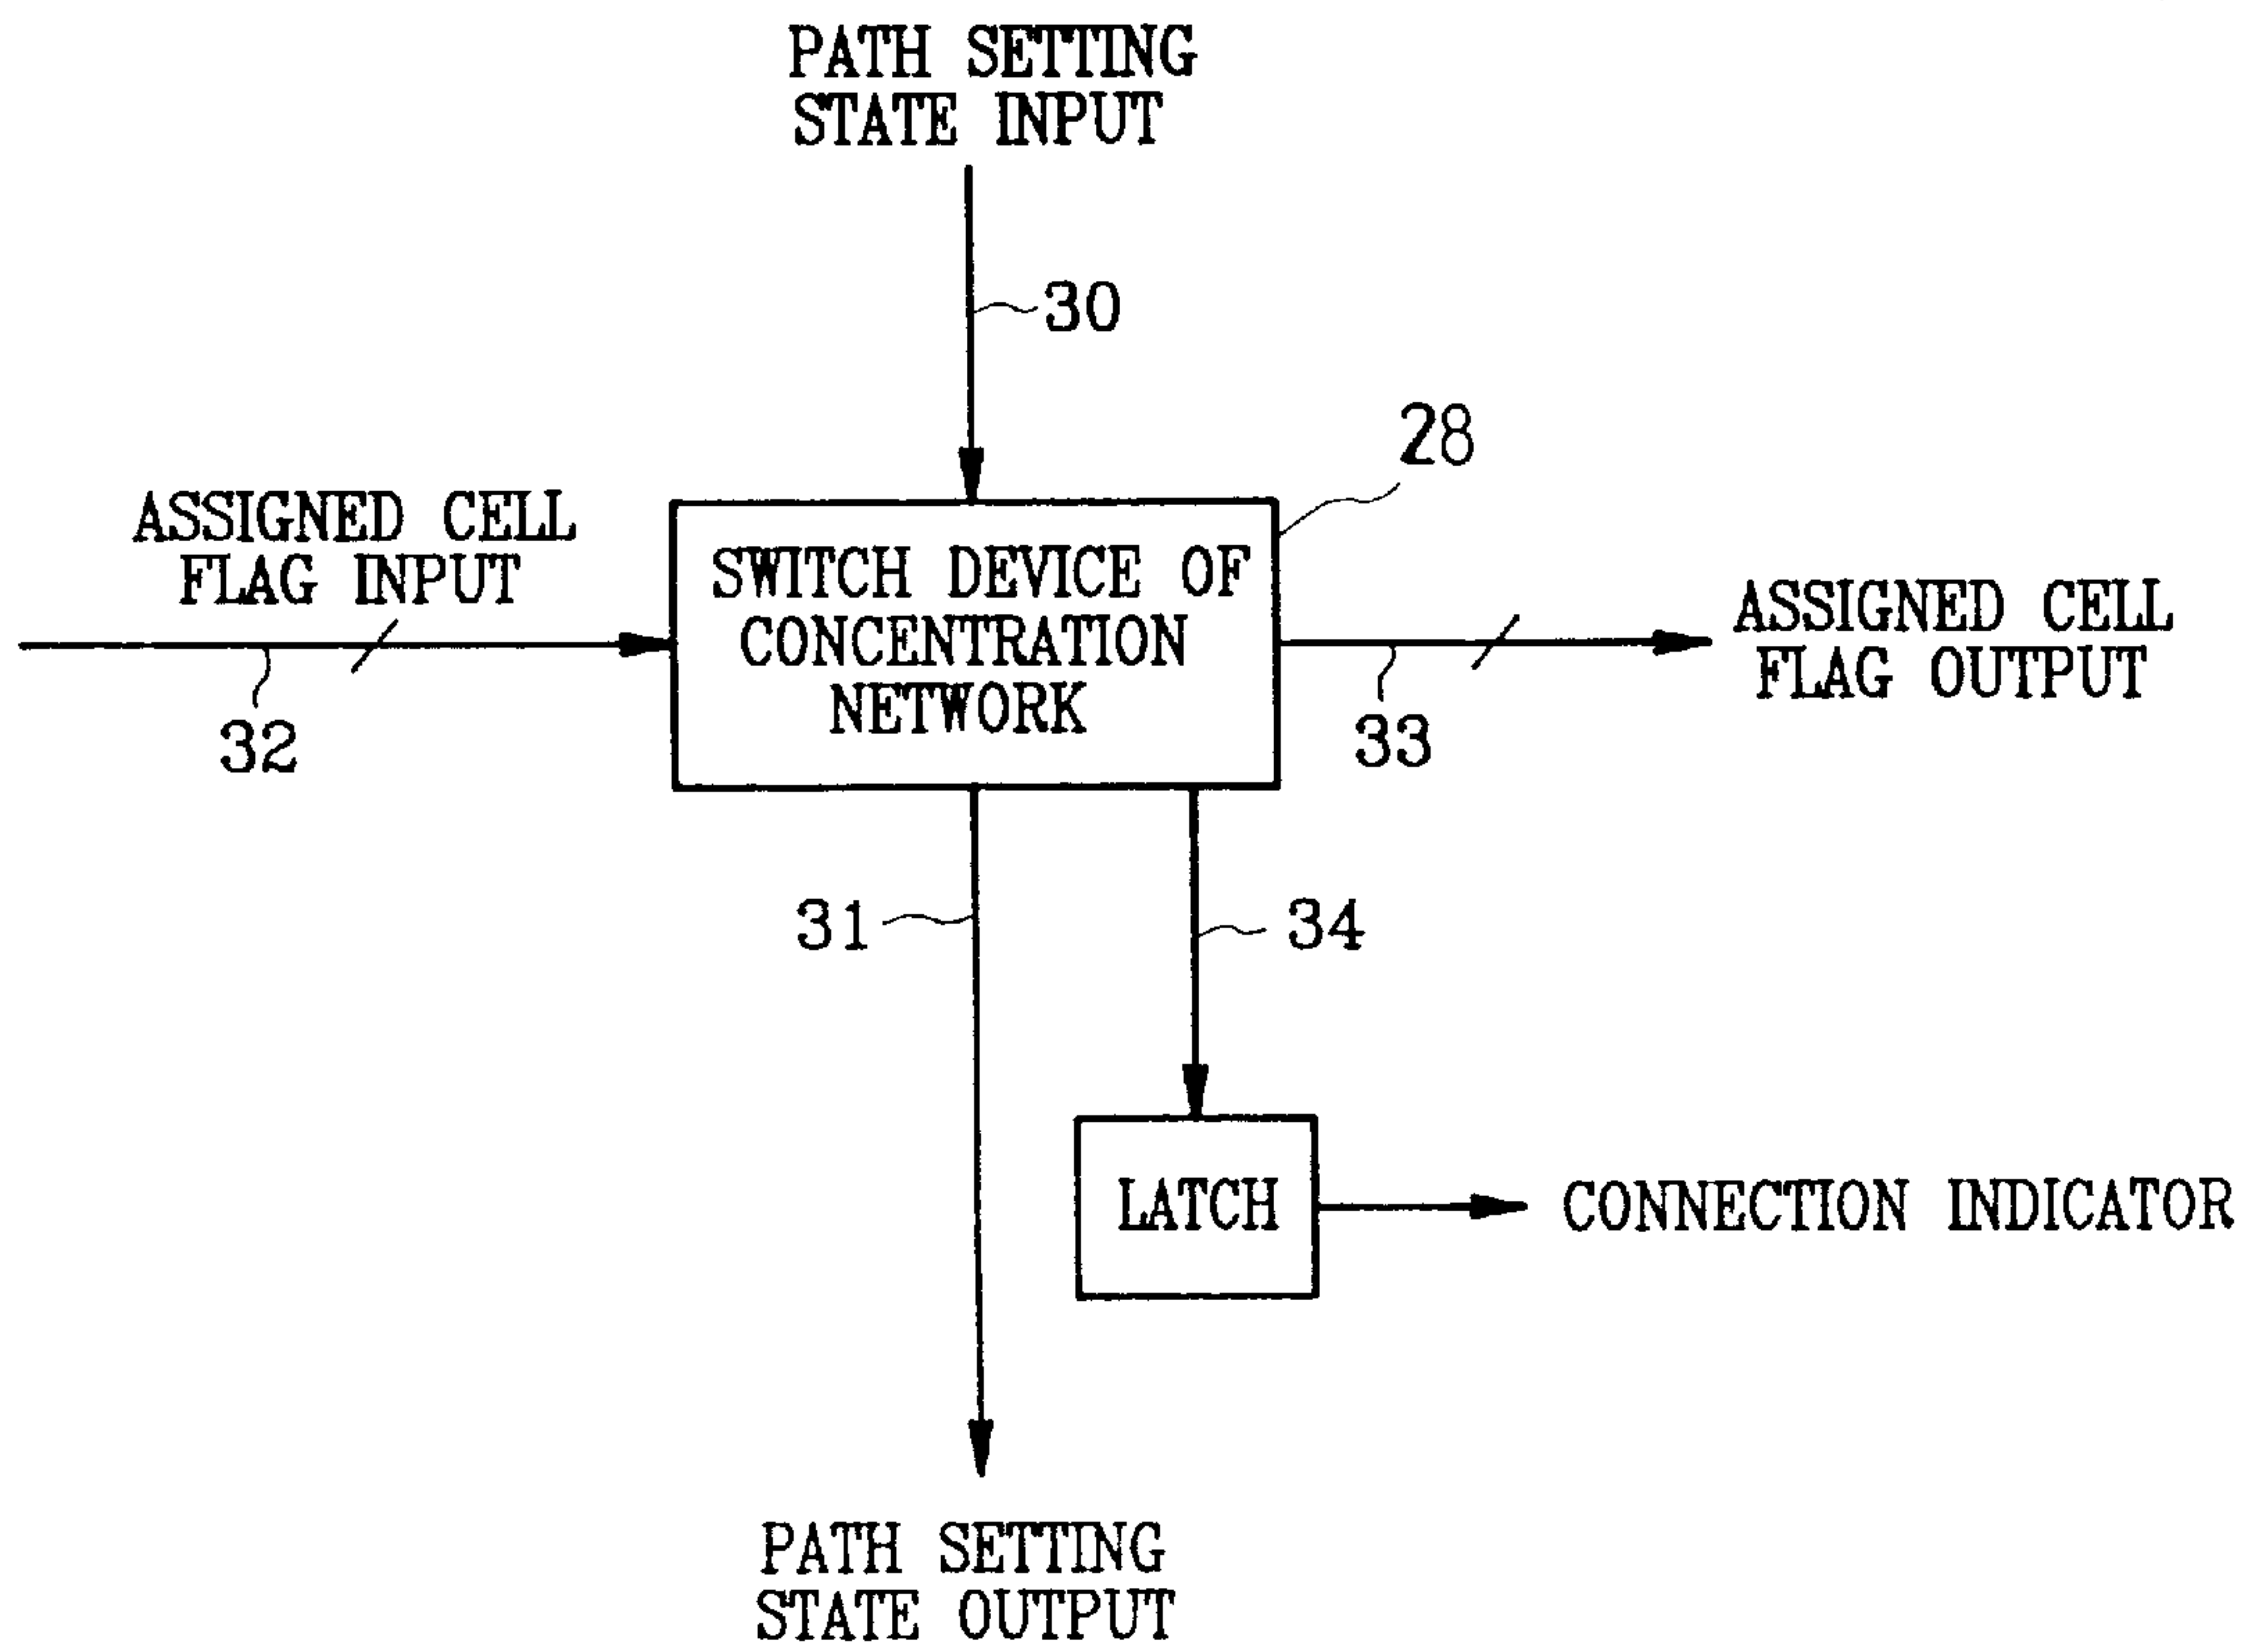 PATH SETTING
STATE INPUT
30
28
ASSIGNED CELL
FLAG INPUT
32
SWITCH DEVICE OF
CONCENTRATION
NETWORK
ASSIGNED CELL
FLAG OUTPUT
33
31
34
LATCH
CONNECTION INDICATOR
PATH SETTING
STATE OUTPUT